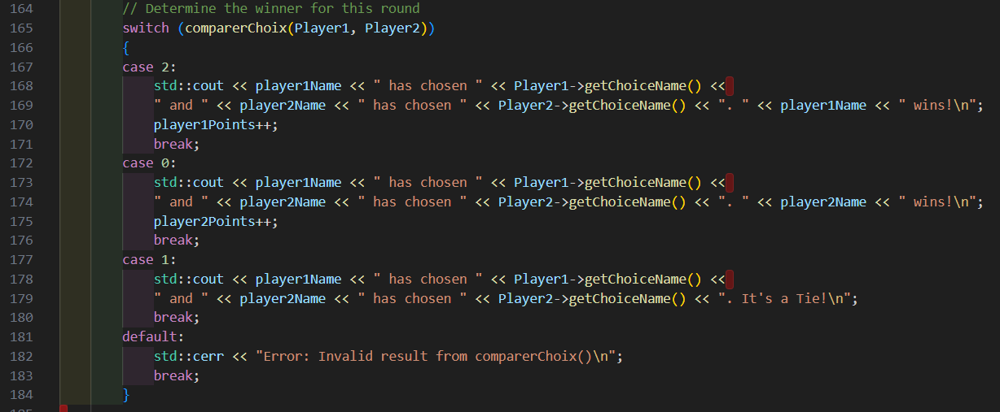 164 // Determine the winner for this round
165 switch (comparerChoix(Player1, Player2))
166 {
167 case 2:
168 std::cout << player1Name << " has chosen " << Player1->getChoiceName() <<
169 " and " << player2Name << " has chosen " << Player2->getChoiceName() << ". " << player1Name << " wins!\n";
170 player1Points++;
171 break;
172 case 0:
173 std::cout << player1Name << " has chosen " << Player1->getChoiceName() <<
174 " and " << player2Name << " has chosen " << Player2->getChoiceName() << ". " << player2Name << " wins!\n";
175 player2Points++;
176 break;
177 case 1:
178 std::cout << player1Name << " has chosen " << Player1->getChoiceName() <<
179 " and " << player2Name << " has chosen " << Player2->getChoiceName() << ". It's a Tie!\n";
180 break;
181 default:
182 std::cerr << "Error: Invalid result from comparerChoix()\n";
183 break;
184 }